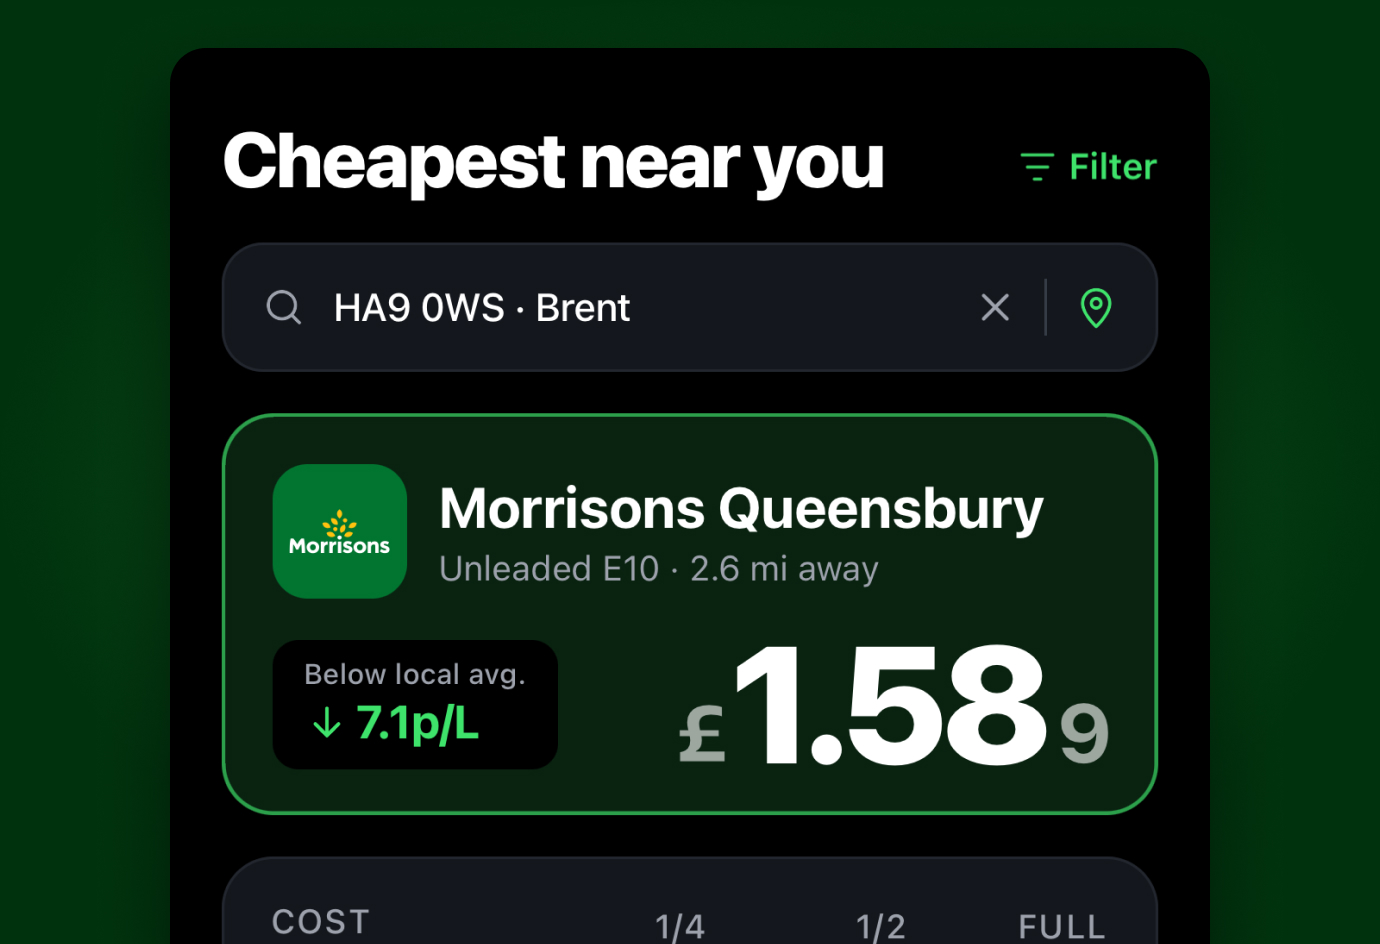 Cheapest near you
Filter
HA9 0WS · Brent
Morrisons
Morrisons Queensbury
Unleaded E10 · 2.6 mi away
Below local avg.
↓ 7.1p/L
£1.589
COST 1/4 1/2 FULL